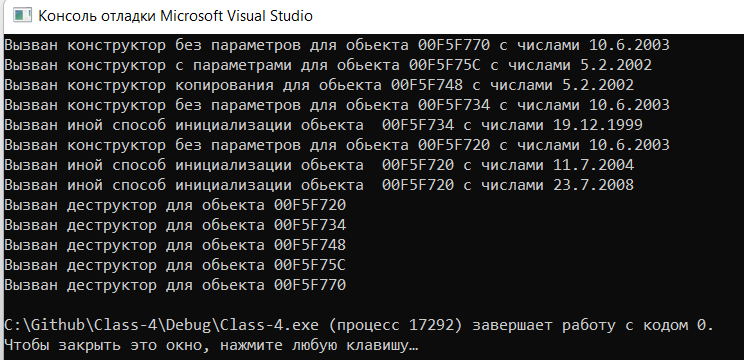 Консоль отладки Microsoft Visual Studio
Вызван конструктор без параметров для обьекта 00F5F770 с числами 10.6.2003
Вызван конструктор с параметрами для обьекта 00F5F75C с числами 5.2.2002
Вызван конструктор копирования для обьекта 00F5F748 с числами 5.2.2002
Вызван конструктор без параметров для обьекта 00F5F734 с числами 10.6.2003
Вызван иной способ инициализации обьекта  00F5F734 с числами 19.12.1999
Вызван конструктор без параметров для обьекта 00F5F720 с числами 10.6.2003
Вызван иной способ инициализации обьекта  00F5F720 с числами 11.7.2004
Вызван иной способ инициализации обьекта  00F5F720 с числами 23.7.2008
Вызван деструктор для обьекта 00F5F720
Вызван деструктор для обьекта 00F5F734
Вызван деструктор для обьекта 00F5F748
Вызван деструктор для обьекта 00F5F75C
Вызван деструктор для обьекта 00F5F770
C:\Github\Class-4\Debug\Class-4.exe (процесс 17292) завершает работу с кодом 0.
Чтобы закрыть это окно, нажмите любую клавишу…